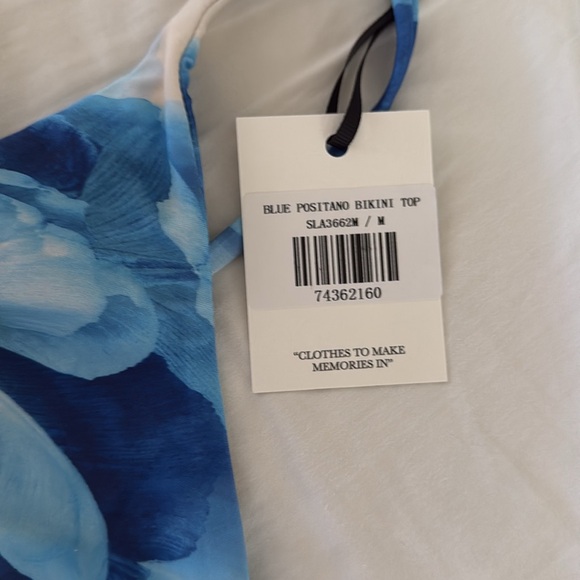 BLUE POSITANO BIKINI TOP
SLA3662M / M
74362160
“CLOTHES TO MAKE
MEMORIES IN”